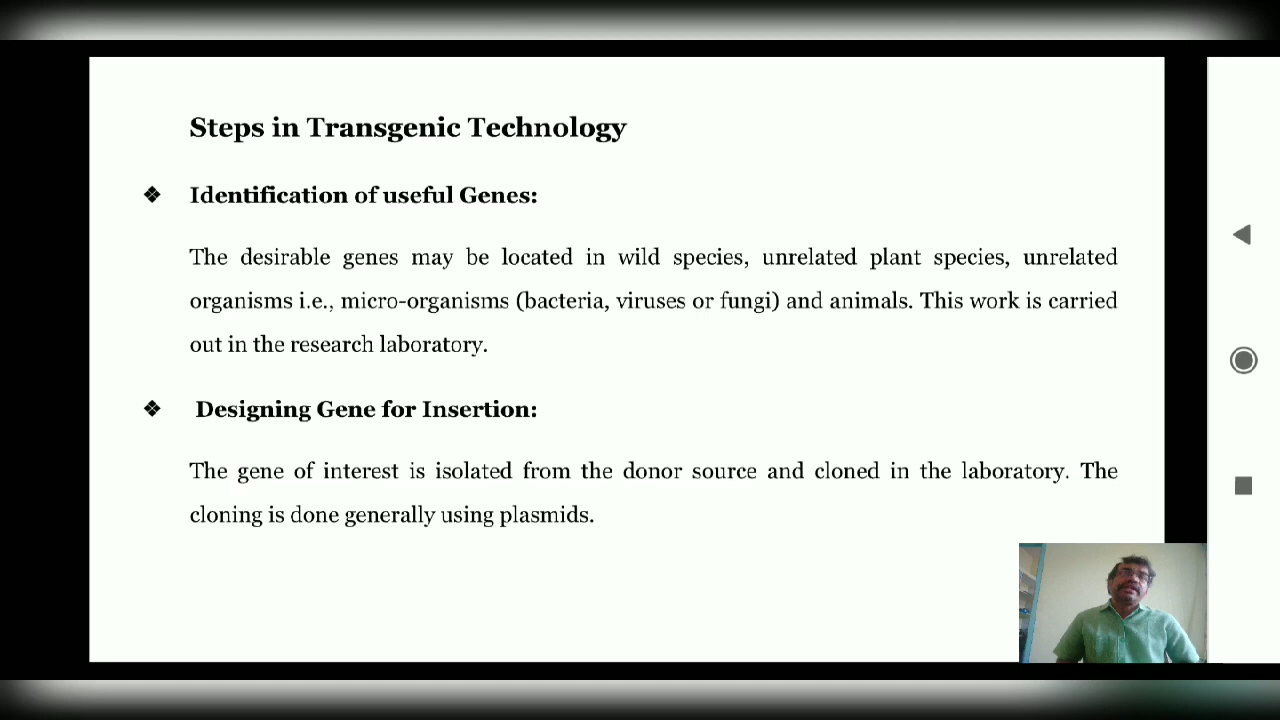 Steps in Transgenic Technology
❖ Identification of useful Genes:
The desirable genes may be located in wild species, unrelated plant species, unrelated
organisms i.e., micro-organisms (bacteria, viruses or fungi) and animals. This work is carried
out in the research laboratory.
❖ Designing Gene for Insertion:
The gene of interest is isolated from the donor source and cloned in the laboratory. The
cloning is done generally using plasmids.